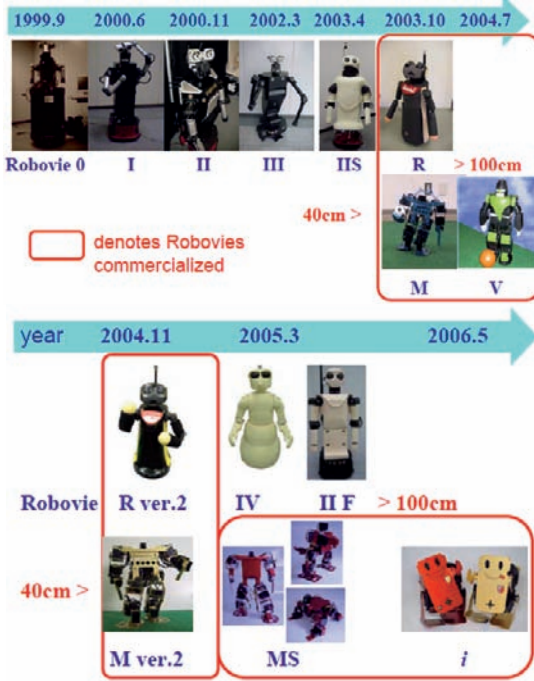 1999.9 2000.6 2000.11 2002.3 2003.4 2003.10 2004.7
Robovie 0 I II III IIS R > 100cm
40cm >
denotes Robovies
commercialized
M V
year 2004.11 2005.3 2006.5
Robovie R ver.2 IV II F > 100cm
40cm >
M ver.2 MS i